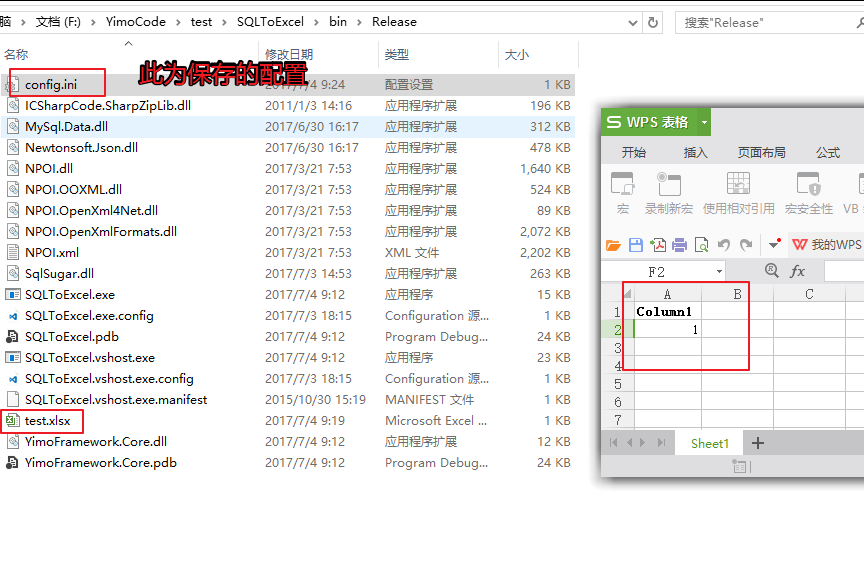 脑 > 文档 (F:) > YimoCode > test > SQLToExcel > bin > Release
搜索"Release"
名称 修改日期 类型 大小
此为保存的配置
config.ini 2017/7/4 9:24 配置设置 1 KB
ICSharpCode.SharpZipLib.dll 2011/1/3 14:16 应用程序扩展 196 KB
MySql.Data.dll 2017/6/30 16:17 应用程序扩展 312 KB
Newtonsoft.Json.dll 2017/6/30 16:17 应用程序扩展 478 KB
NPOI.dll 2017/3/21 7:53 应用程序扩展 1,640 KB
NPOI.OOXML.dll 2017/3/21 7:53 应用程序扩展 524 KB
NPOI.OpenXml4Net.dll 2017/3/21 7:53 应用程序扩展 89 KB
NPOI.OpenXmlFormats.dll 2017/3/21 7:53 应用程序扩展 2,072 KB
NPOI.xml 2017/3/21 7:53 XML 文件 2,202 KB
SqlSugar.dll 2017/7/3 14:53 应用程序扩展 263 KB
SQLToExcel.exe 2017/7/4 9:12 应用程序 15 KB
SQLToExcel.exe.config 2017/7/3 18:15 Configuration 源... 1 KB
SQLToExcel.pdb 2017/7/4 9:12 Program Debug... 24 KB
SQLToExcel.vshost.exe 2017/7/4 9:12 应用程序 23 KB
SQLToExcel.vshost.exe.config 2017/7/3 18:15 Configuration 源... 1 KB
SQLToExcel.vshost.exe.manifest 2015/10/30 15:19 MANIFEST 文件 1 KB
test.xlsx 2017/7/4 9:19 Microsoft Excel ... 1 KB
YimoFramework.Core.dll 2017/7/4 9:12 应用程序扩展 12 KB
YimoFramework.Core.pdb 2017/7/4 9:12 Program Debug... 24 KB
WPS 表格
开始 插入 页面布局 公式
宏 录制新宏 使用相对引用 宏安全性 VB
我的WPS
F2 fx
A B C
1 Column1
2 1
3
4
5
6
7
Sheet1 +